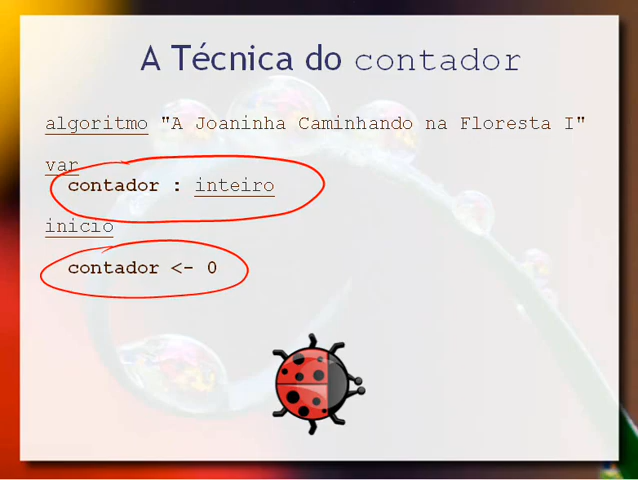 A Técnica do contador
algoritmo "A Joaninha Caminhando na Floresta I"
var
contador : inteiro
inicio
contador <- 0